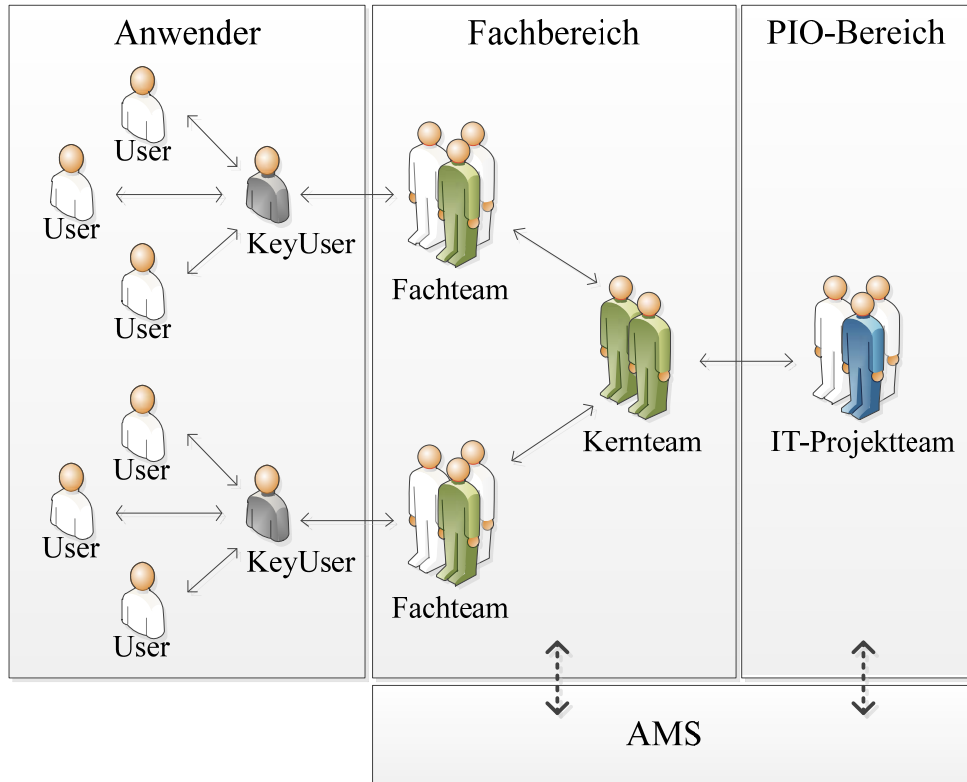 Anwender
Fachbereich
PIO-Bereich
User
User
KeyUser
User
Fachteam
Kernteam
IT-Projektteam
User
User
KeyUser
User
Fachteam
AMS